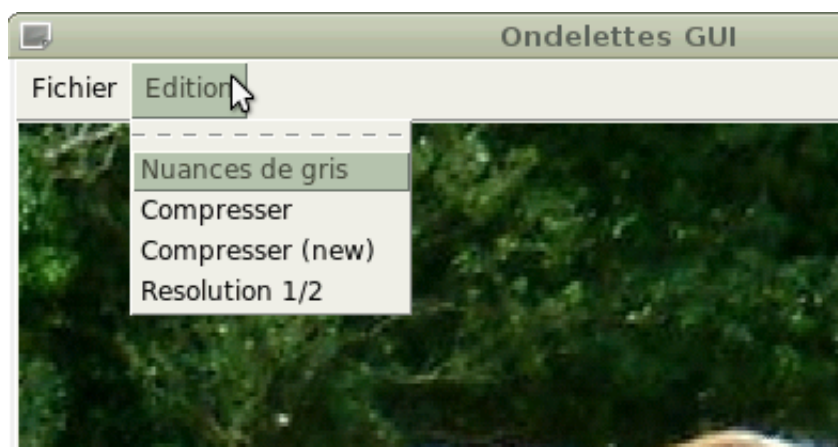 Ondelettes GUI
Fichier Edition
Nuances de gris
Compresser
Compresser (new)
Resolution 1/2